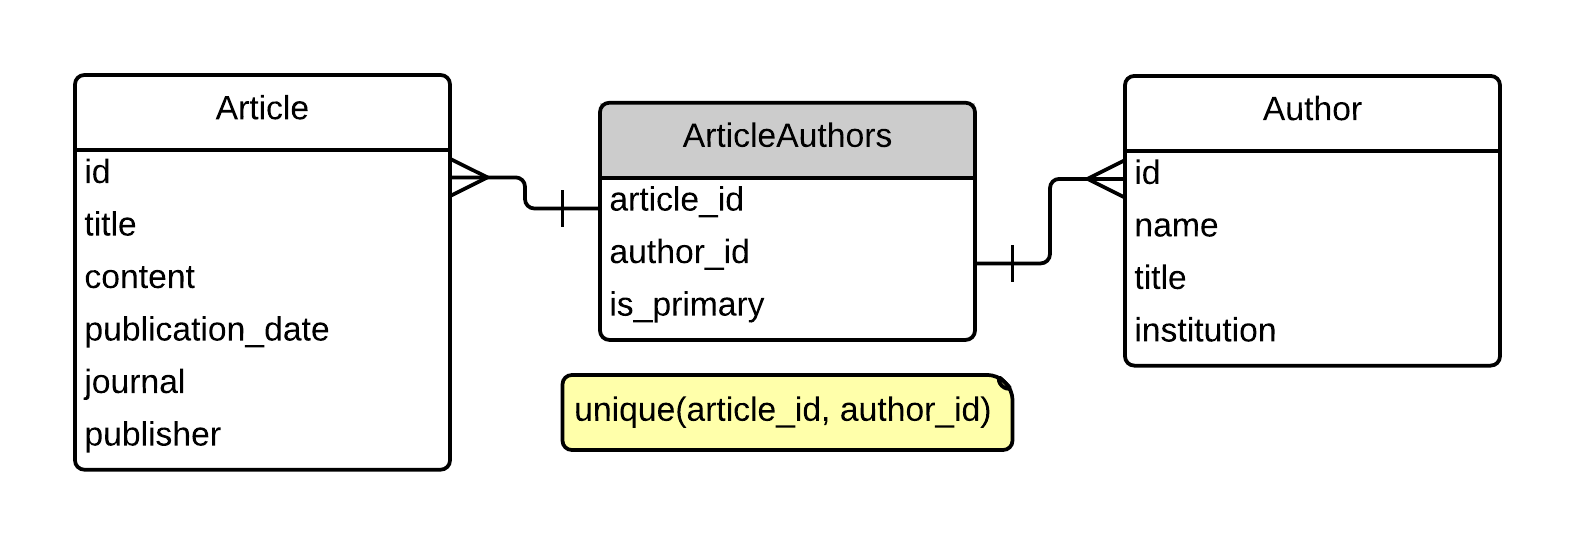 Article
id
title
content
publication_date
journal
publisher
ArticleAuthors
article_id
author_id
is_primary
unique(article_id, author_id)
Author
id
name
title
institution